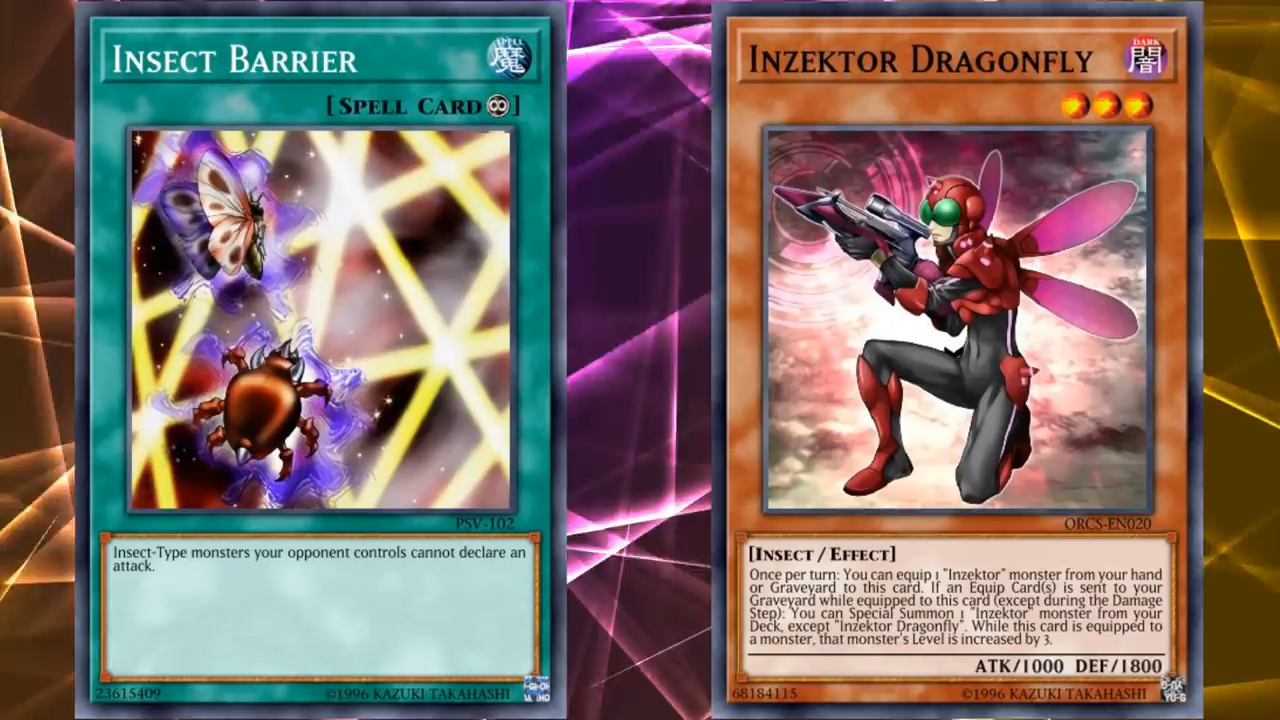 INSECT BARRIER
SPELL
魔
[SPELL CARD]
PSV-102
Insect-Type monsters your opponent controls cannot declare an
attack.
23615409
©1996 KAZUKI TAKAHASHI
INZEKTOR DRAGONFLY
DARK
闇
ORCS-EN020
[INSECT / EFFECT]
Once per turn: You can equip 1 "Inzektor" monster from your hand
or Graveyard to this card. If an Equip Card(s) is sent to your
Graveyard while equipped to this card (except during the Damage
Step): You can Special Summon 1 "Inzektor" monster from your
Deck, except "Inzektor Dragonfly". While this card is equipped to
a monster, that monster's Level is increased by 3.
ATK/1000 DEF/1800
68184115
©1996 KAZUKI TAKAHASHI